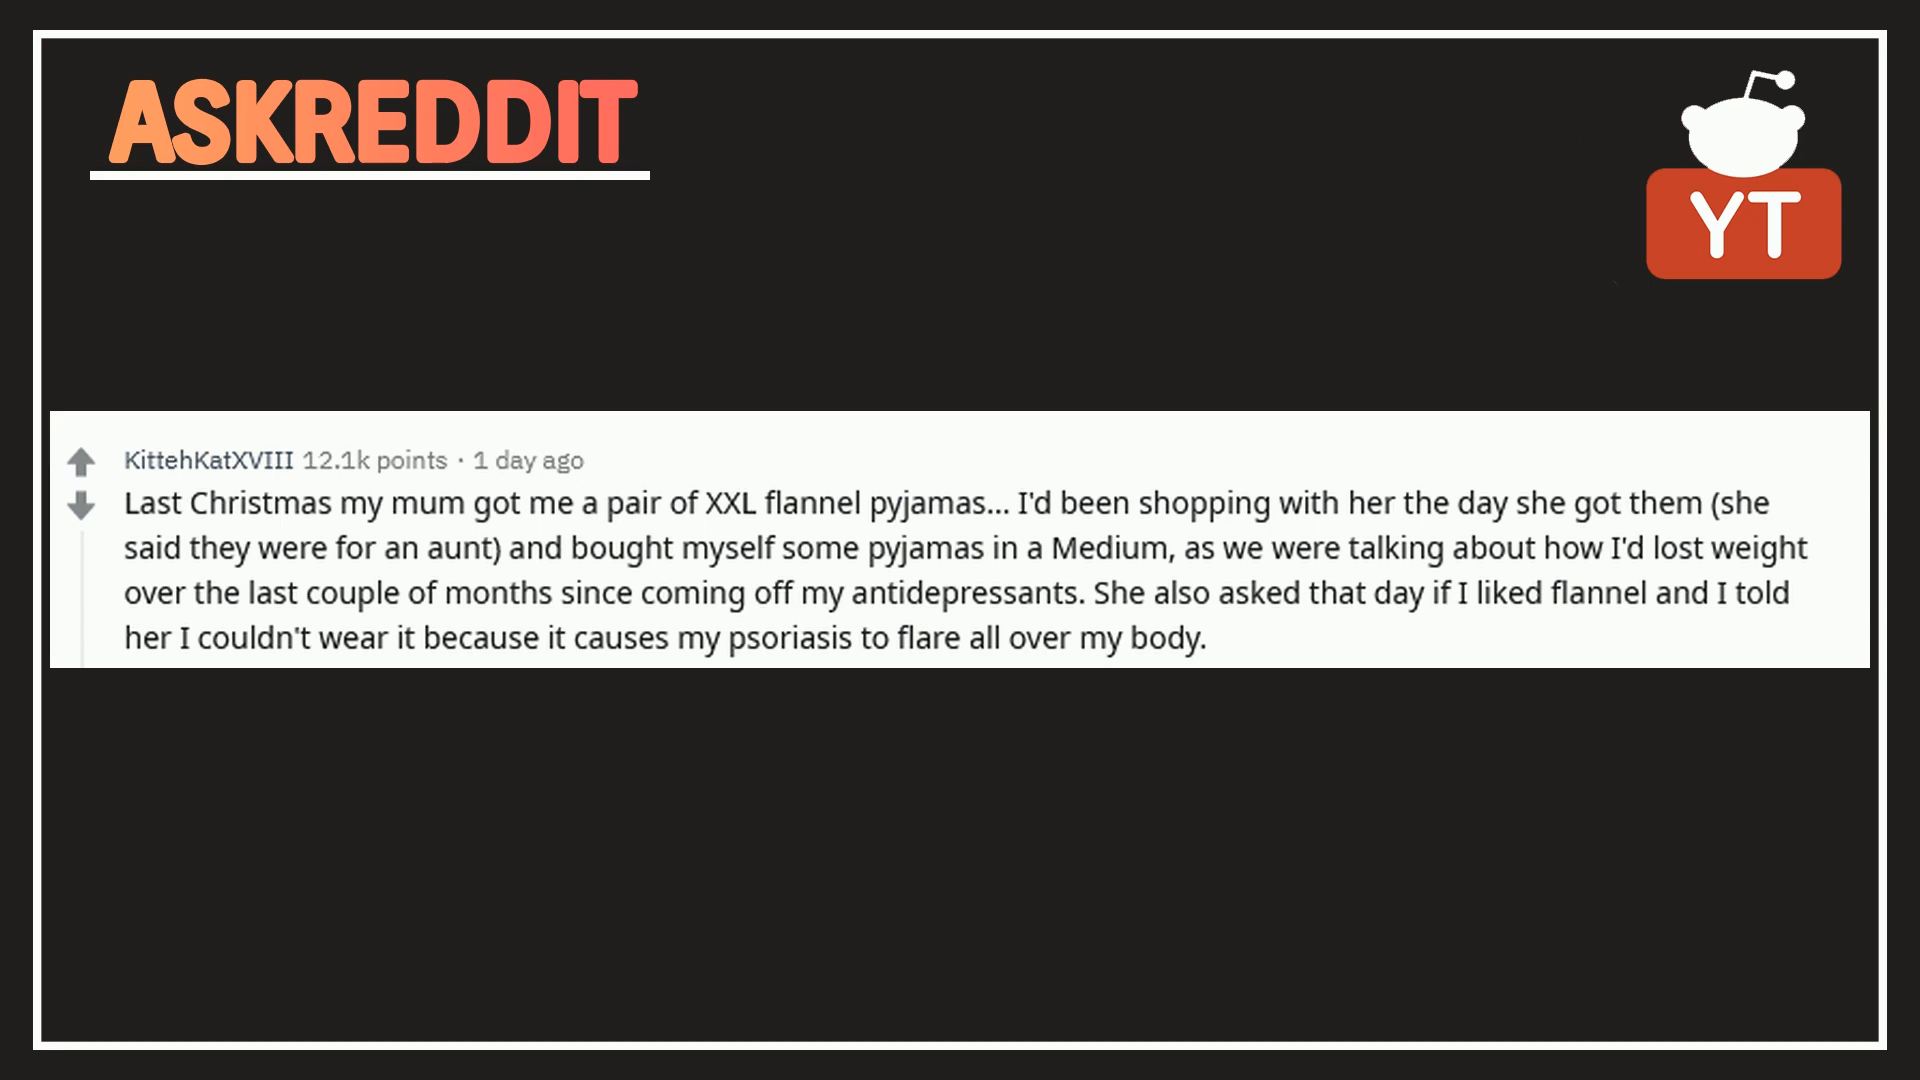 ASKREDDIT
YT
KittehKatXVIII 12.1k points · 1 day ago
Last Christmas my mum got me a pair of XXL flannel pyjamas... I'd been shopping with her the day she got them (she
said they were for an aunt) and bought myself some pyjamas in a Medium, as we were talking about how I'd lost weight
over the last couple of months since coming off my antidepressants. She also asked that day if I liked flannel and I told
her I couldn't wear it because it causes my psoriasis to flare all over my body.